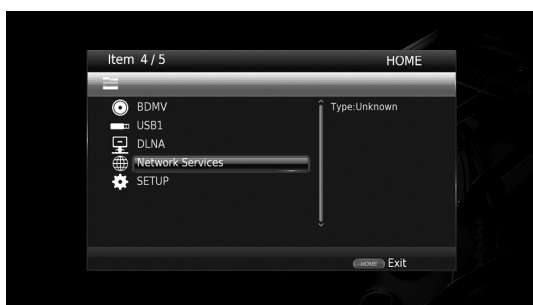 Item 4 / 5 HOME
BDMV Type:Unknown
USB1
DLNA
Network Services
SETUP
HOME Exit